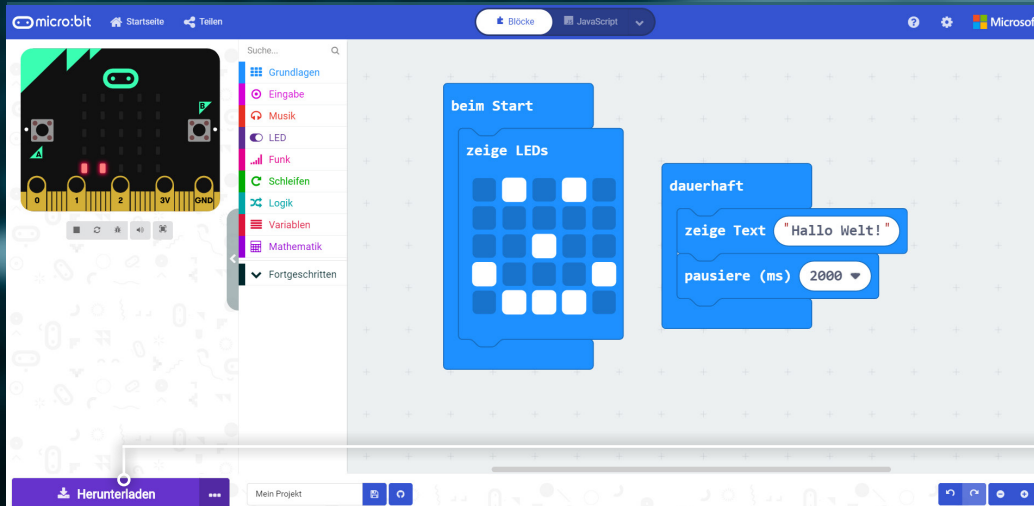 micro:bit Startseite Teilen Blöcke JavaScript Microsoft
Suche...
Grundlagen
Eingabe
Musik
LED
Funk
Schleifen
Logik
Variablen
Mathematik
Fortgeschritten
B
A
0 1 2 3V GND
beim Start
zeige LEDs
dauerhaft
zeige Text "Hallo Welt!"
pausiere (ms) 2000
Herunterladen ... Mein Projekt